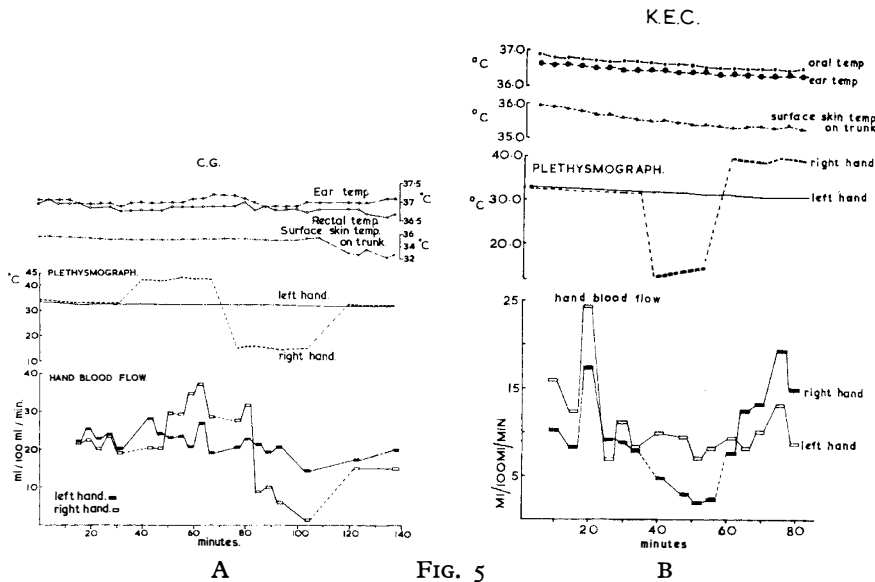 C.G.
37·5
°C
37
36·5
Ear temp.
Rectal temp.
Surface skin temp.
on trunk.
36
°C
34
32
°C
45
30
20
10
PLETHYSMOGRAPH.
left hand.
right hand.
HAND BLOOD FLOW.
ml/100 ml/min.
40
30
20
10
left hand.
right hand.
20
40
60
80
100
120
140
minutes.
A
K.E.C.
37.0
°C
36.0
oral temp
ear temp
36.0
°C
35.0
surface skin temp
on trunk
40.0
°C
30.0
20.0
PLETHYSMOGRAPH.
right hand
left hand
hand blood flow
Ml/100Ml/MiN
25
15
5
right hand
left hand
20
40
60
80
minutes
B
FIG. 5